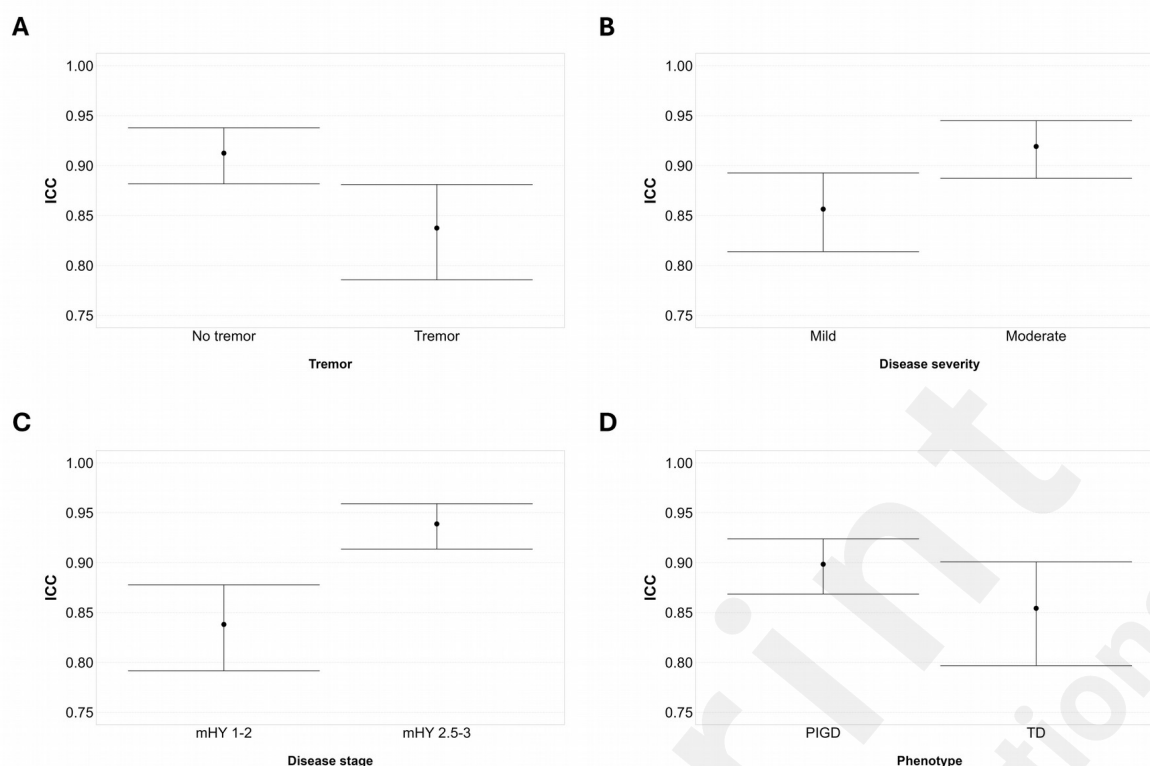 A
1.00
0.95
0.90
0.85
0.80
0.75
ICC
No tremor Tremor
Tremor
B
1.00
0.95
0.90
0.85
0.80
0.75
ICC
Mild Moderate
Disease severity
C
1.00
0.95
0.90
0.85
0.80
0.75
ICC
mHY 1-2 mHY 2.5-3
Disease stage
D
1.00
0.95
0.90
0.85
0.80
0.75
ICC
PIGD TD
Phenotype